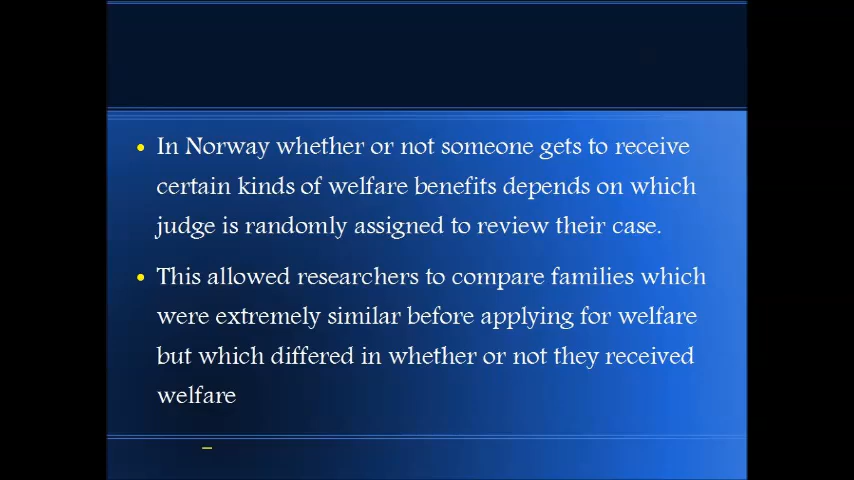 • In Norway whether or not someone gets to receive
certain kinds of welfare benefits depends on which
judge is randomly assigned to review their case.
• This allowed researchers to compare families which
were extremely similar before applying for welfare
but which differed in whether or not they received
welfare
–